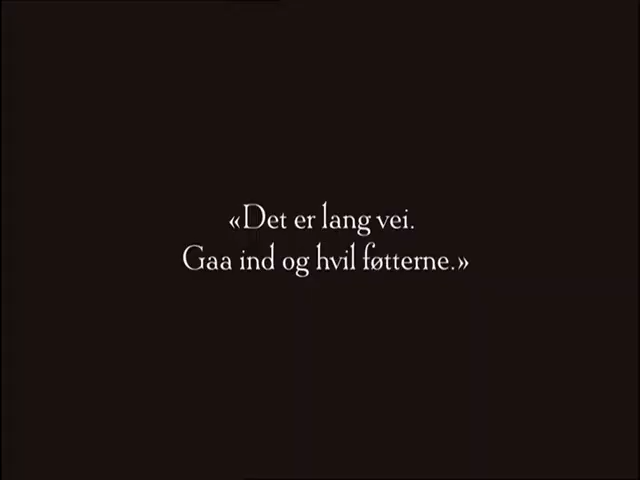 «Det er lang vei.
Gaa ind og hvil føtterne.»